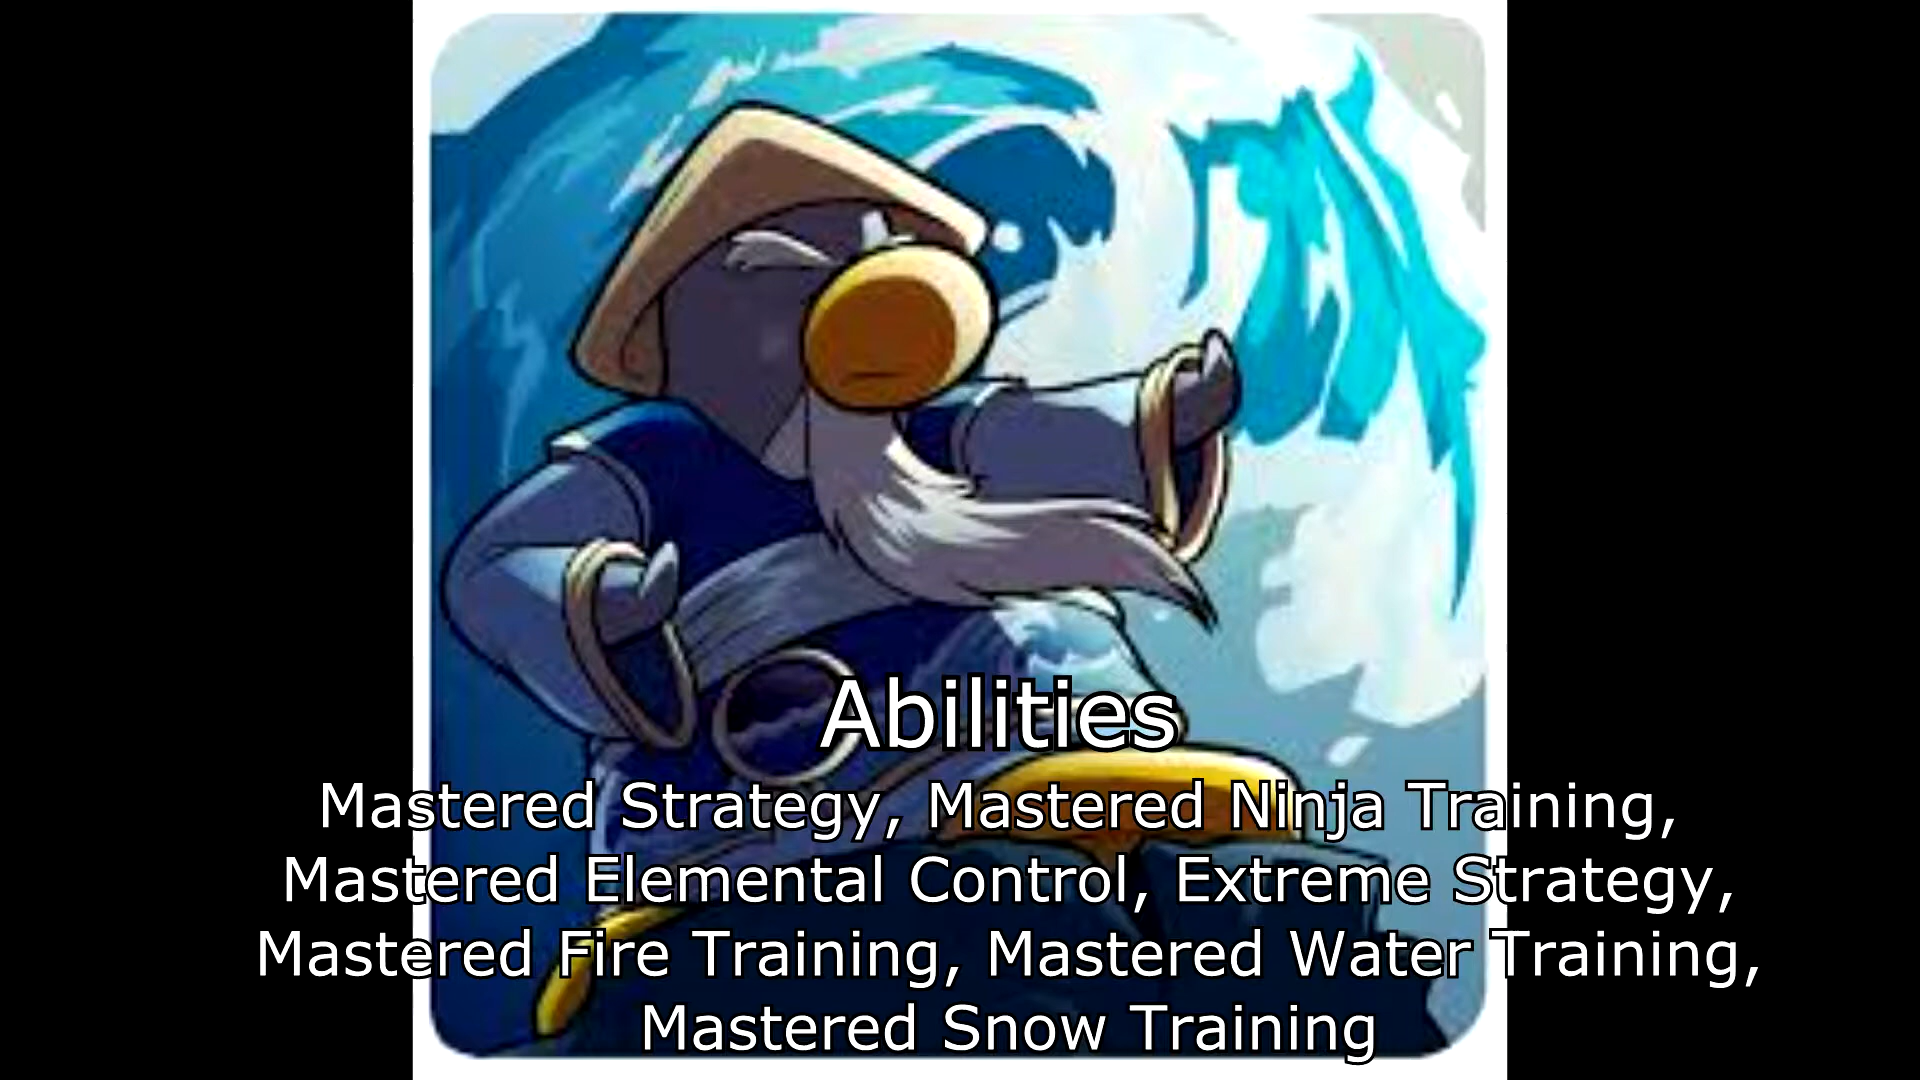 Abilities
Mastered Strategy, Mastered Ninja Training,
Mastered Elemental Control, Extreme Strategy,
Mastered Fire Training, Mastered Water Training,
Mastered Snow Training